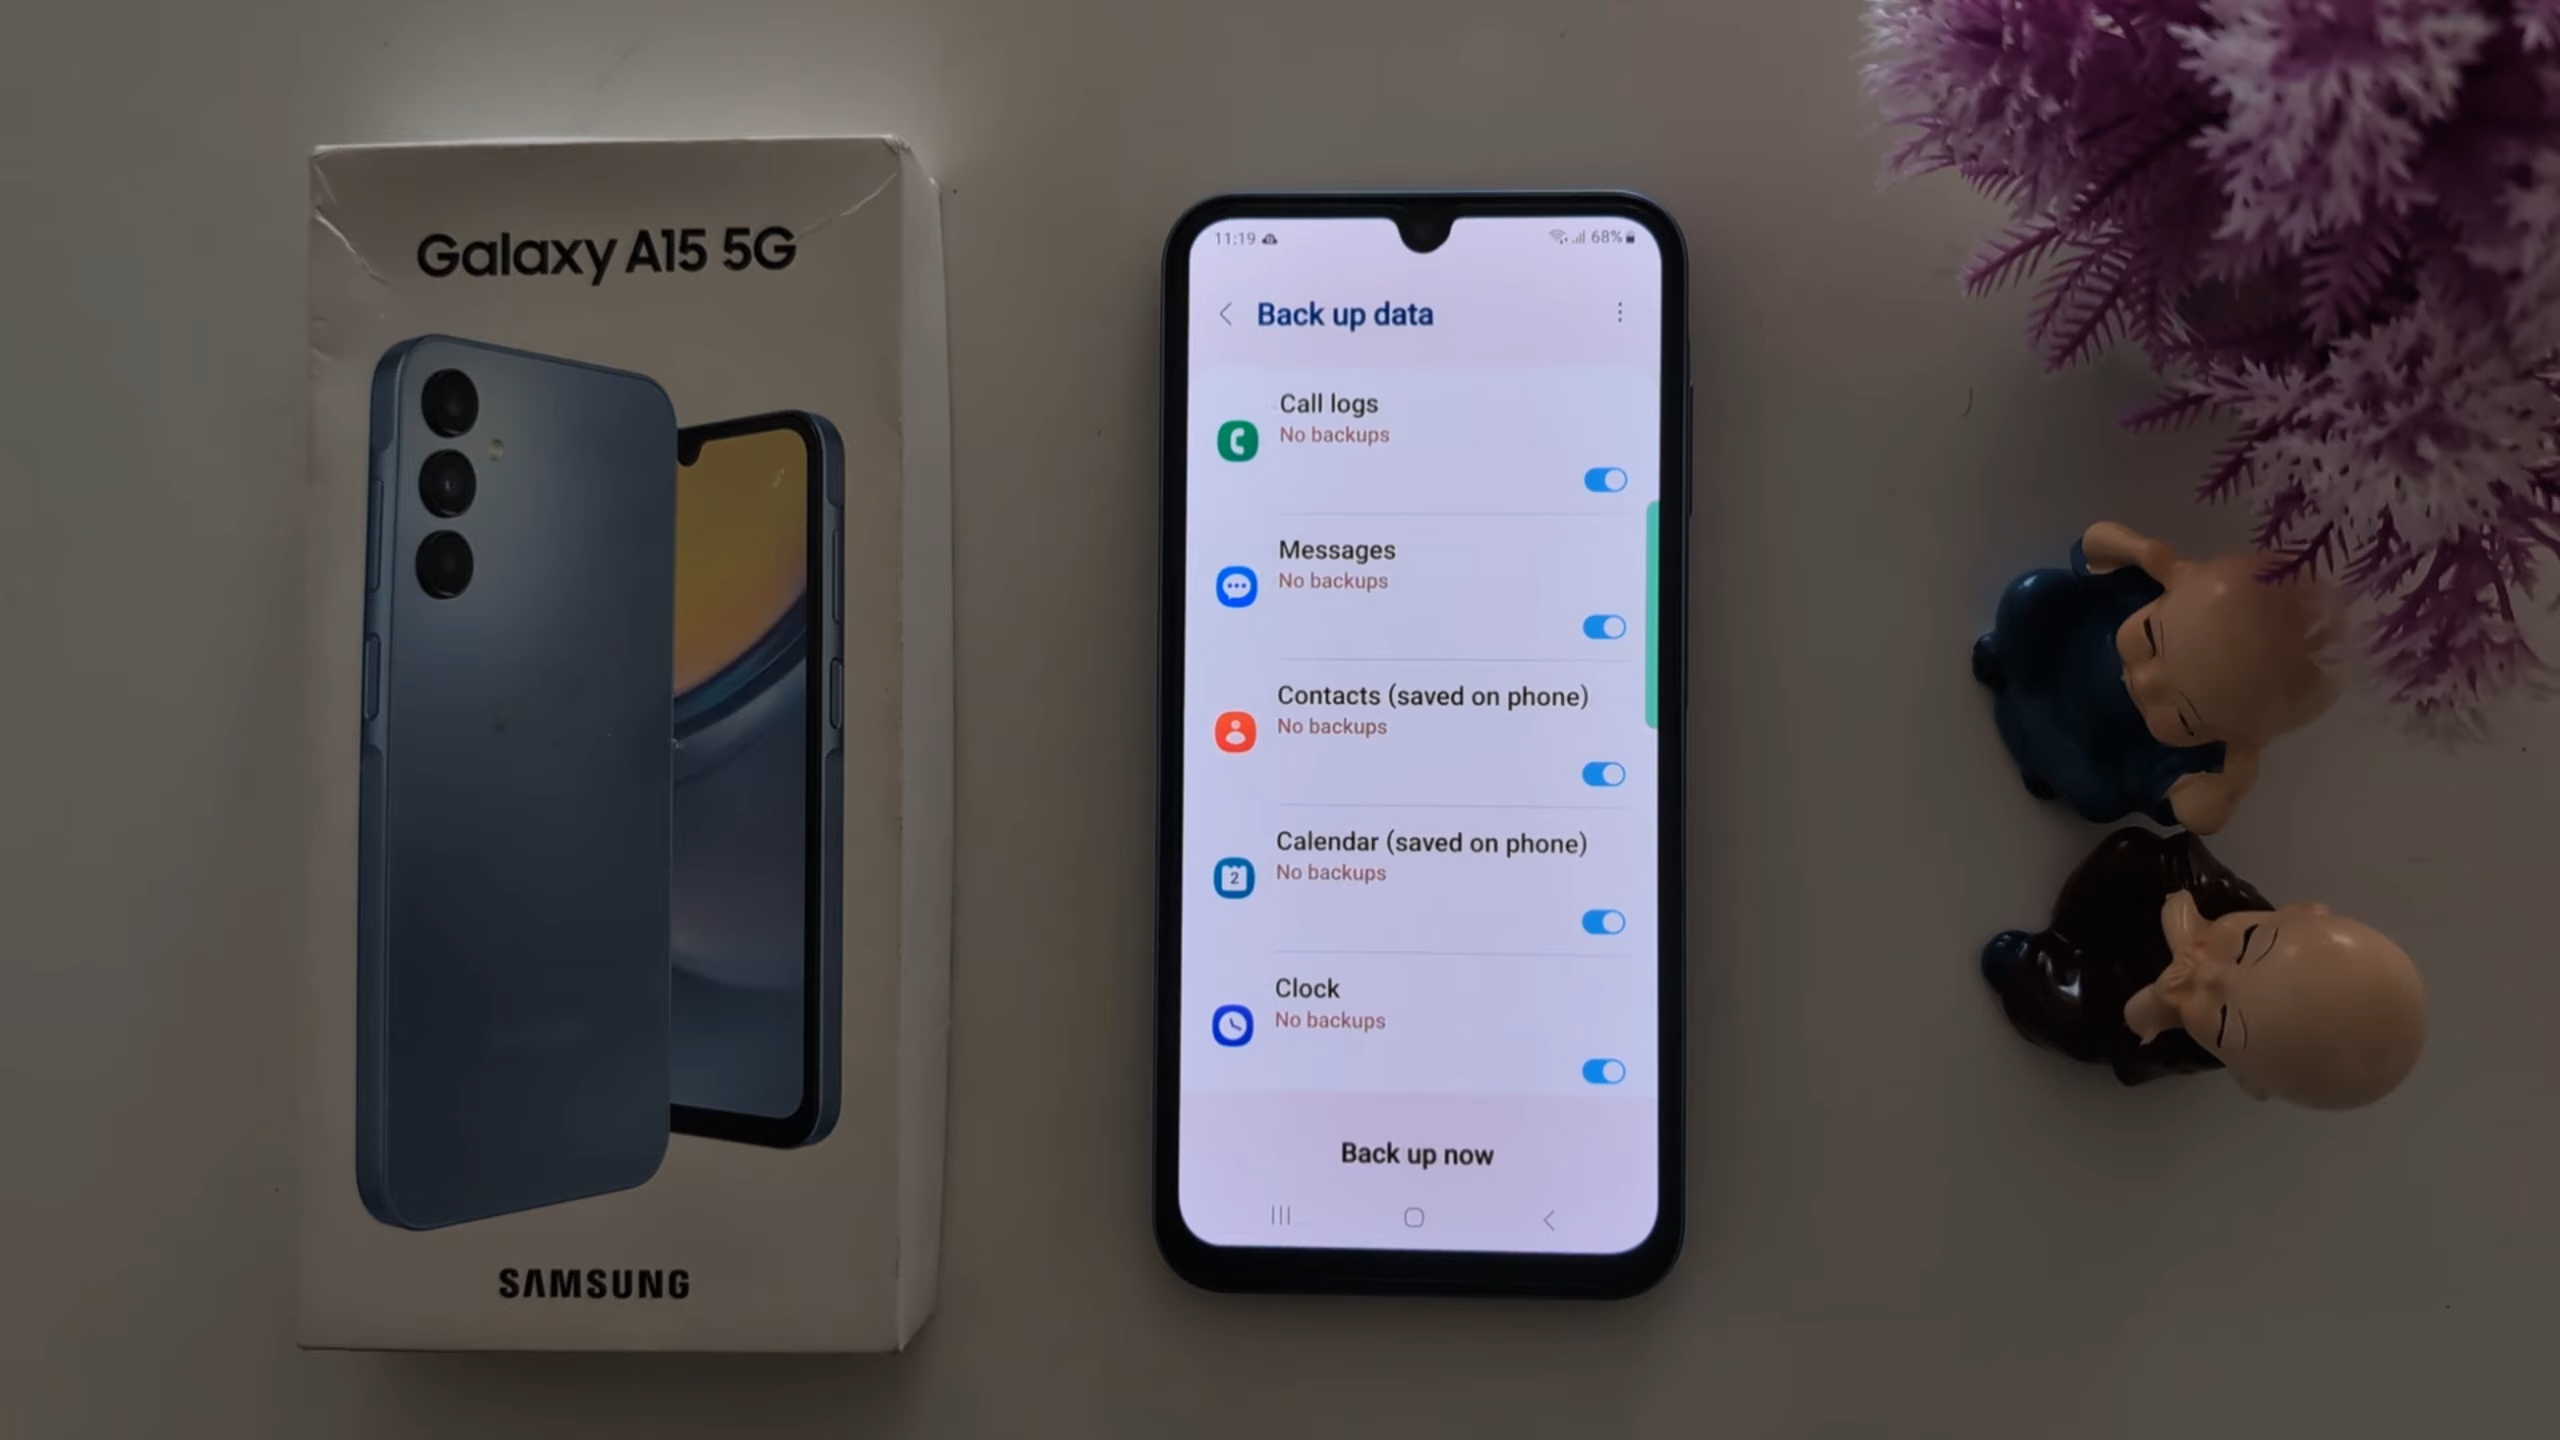 Galaxy A15 5G
SAMSUNG
11:19
68%
Back up data
Call logs
No backups
Messages
No backups
Contacts (saved on phone)
No backups
Calendar (saved on phone)
No backups
2
Clock
No backups
Back up now